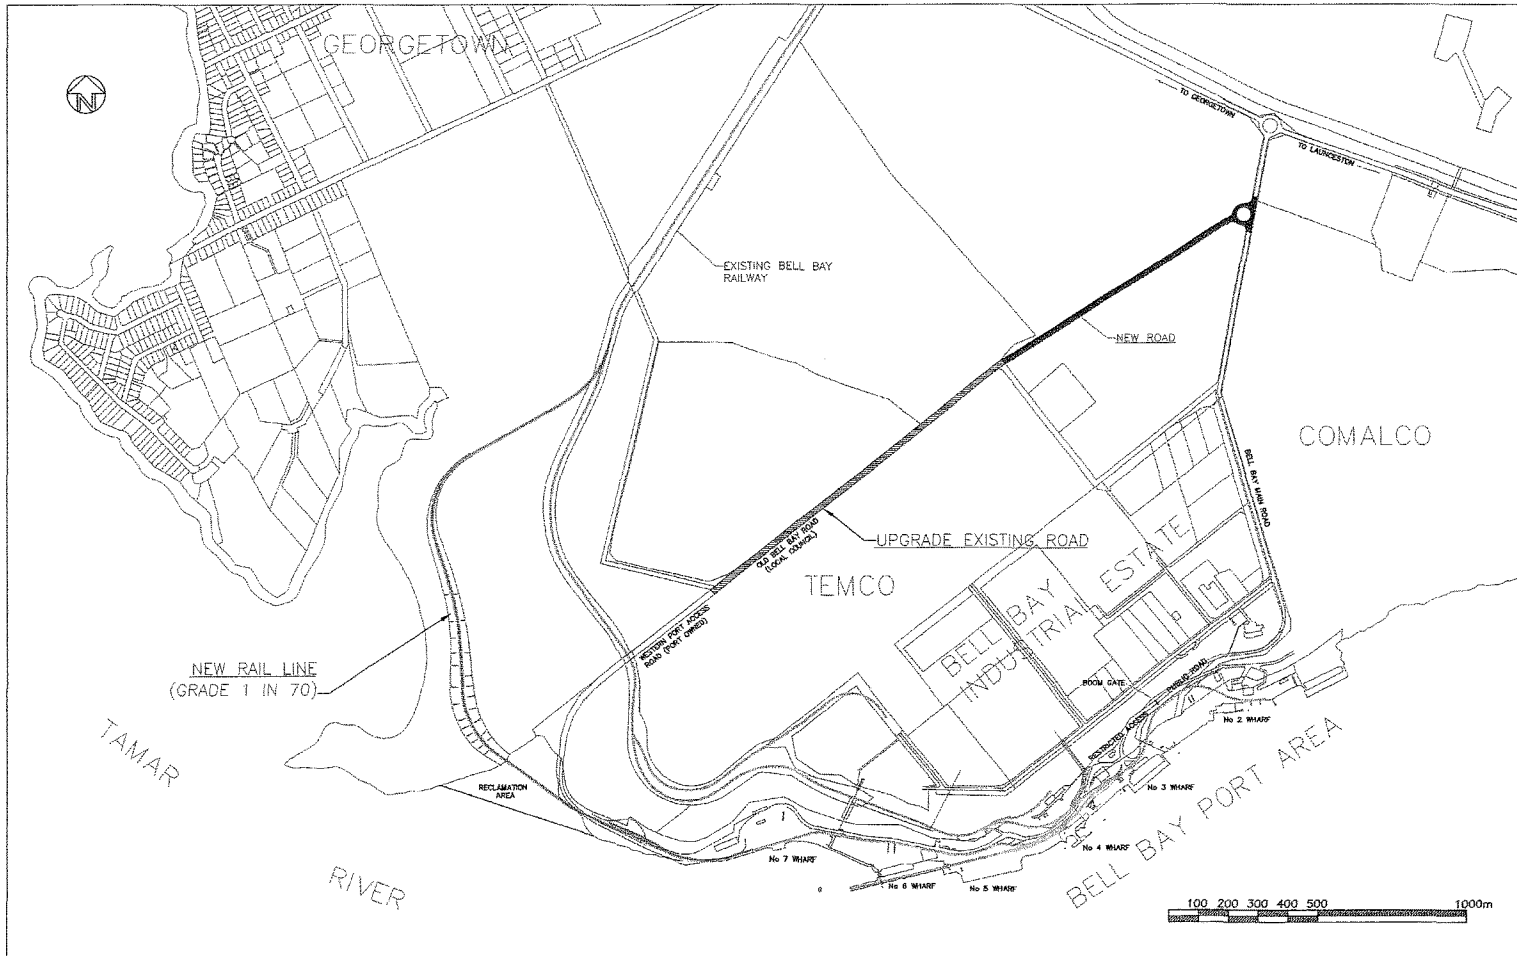 GEORGETOWN
N
TO GEORGETOWN
TO LAUNCESTON
EXISTING BELL BAY
RAILWAY
NEW ROAD
COMALCO
BELL BAY MAIN ROAD
UPGRADE EXISTING ROAD
OLD BELL BAY ROAD
(LOCAL COUNCIL)
TEMCO
BELL BAY
INDUSTRIAL ESTATE
WESTERN PORT ACCESS
ROAD (PORT OWNED)
NEW RAIL LINE
(GRADE 1 IN 70)
BOOM GATE
PUBLIC ROAD
RESTRICTED ACCESS
No 2 WHARF
TAMAR
RIVER
RECLAMATION
AREA
No 3 WHARF
No 4 WHARF
No 7 WHARF
No 6 WHARF
No 5 WHARF
BELL BAY PORT AREA
100 200 300 400 500 1000m